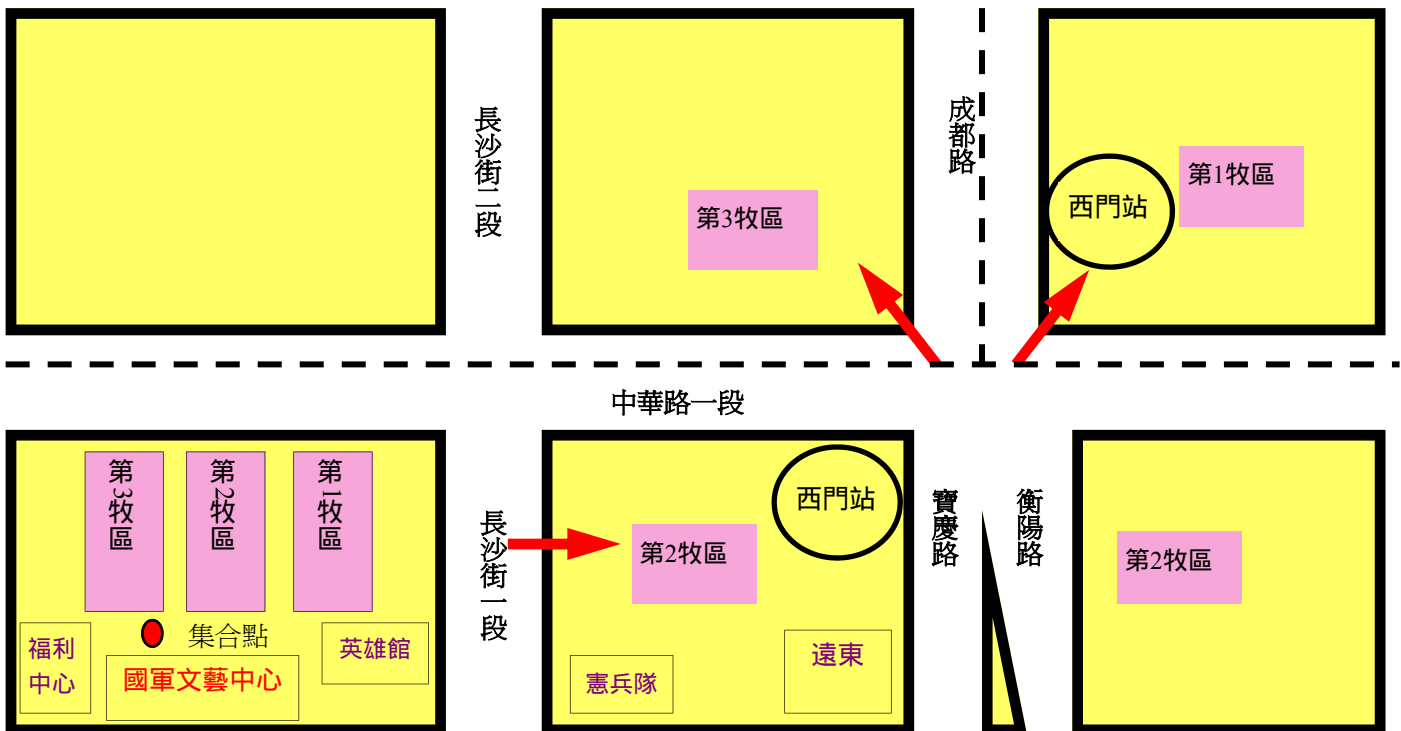 長沙街二段
第3牧區
成都路
西門站
第1牧區
中華路一段
第3牧區
第2牧區
第1牧區
福利
中心
集合點
國軍文藝中心
英雄館
長沙街一段
第2牧區
西門站
憲兵隊
遠東
寶慶路
衡陽路
第2牧區